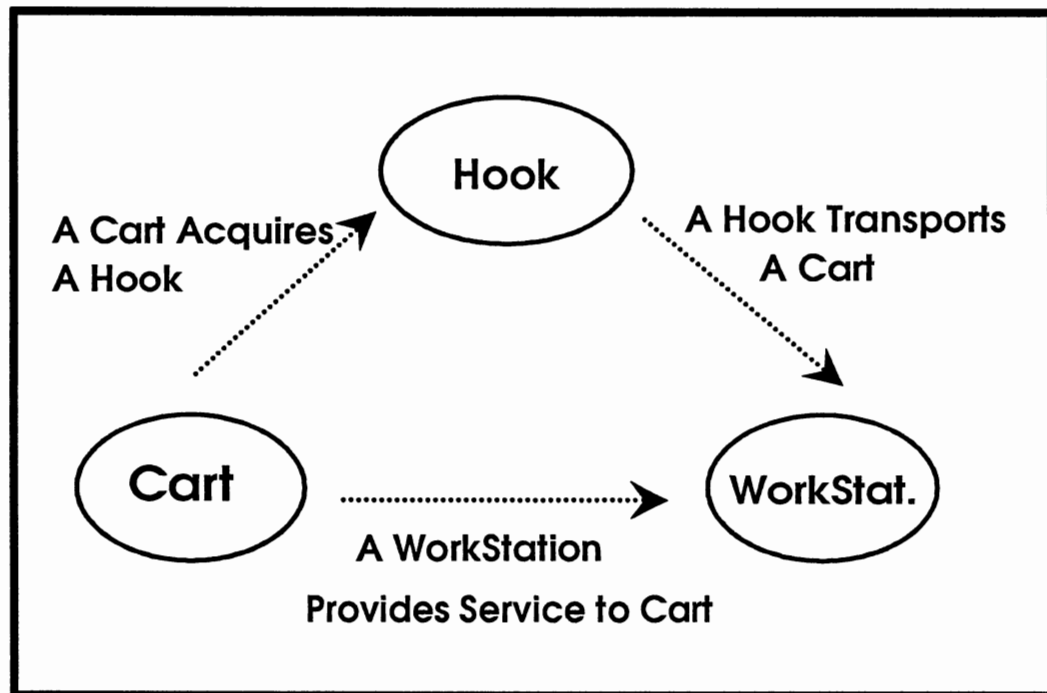 Hook
A Cart Acquires
A Hook
A Hook Transports
A Cart
Cart
WorkStat.
A WorkStation
Provides Service to Cart